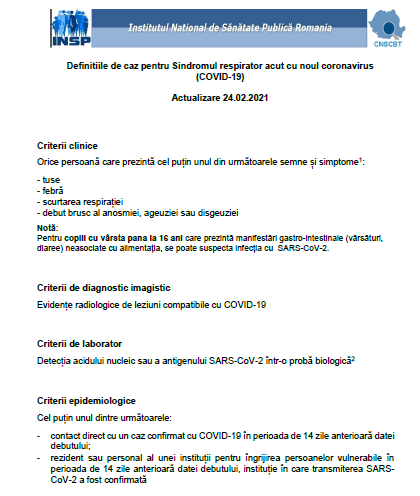 INSP
Institutul National de Sănătate Publică Romania
CNSCBT
Definitiile de caz pentru Sindromul respirator acut cu noul coronavirus
(COVID-19)
Actualizare 24.02.2021
Criterii clinice
Orice persoană care prezintă cel puțin unul din următoarele semne și simptome1:
- tuse
- febră
- scurtarea respirației
- debut brusc al anosmiei, ageuziei sau disgeuziei
Notă:
Pentru copiii cu vârsta pana la 16 ani care prezintă manifestări gastro-intestinale (vărsături,
diaree) neasociate cu alimentația, se poate suspecta infecția cu SARS-CoV-2.
Criterii de diagnostic imagistic
Evidențe radiologice de leziuni compatibile cu COVID-19
Criterii de laborator
Detecția acidului nucleic sau a antigenului SARS-CoV-2 într-o probă biologică2
Criterii epidemiologice
Cel puțin unul dintre următoarele:
- contact direct cu un caz confirmat cu COVID-19 în perioada de 14 zile anterioară datei
debutului;
- rezident sau personal al unei instituții pentru îngrijirea persoanelor vulnerabile în
perioada de 14 zile anterioară datei debutului, instituție în care transmiterea SARS-
CoV-2 a fost confirmată